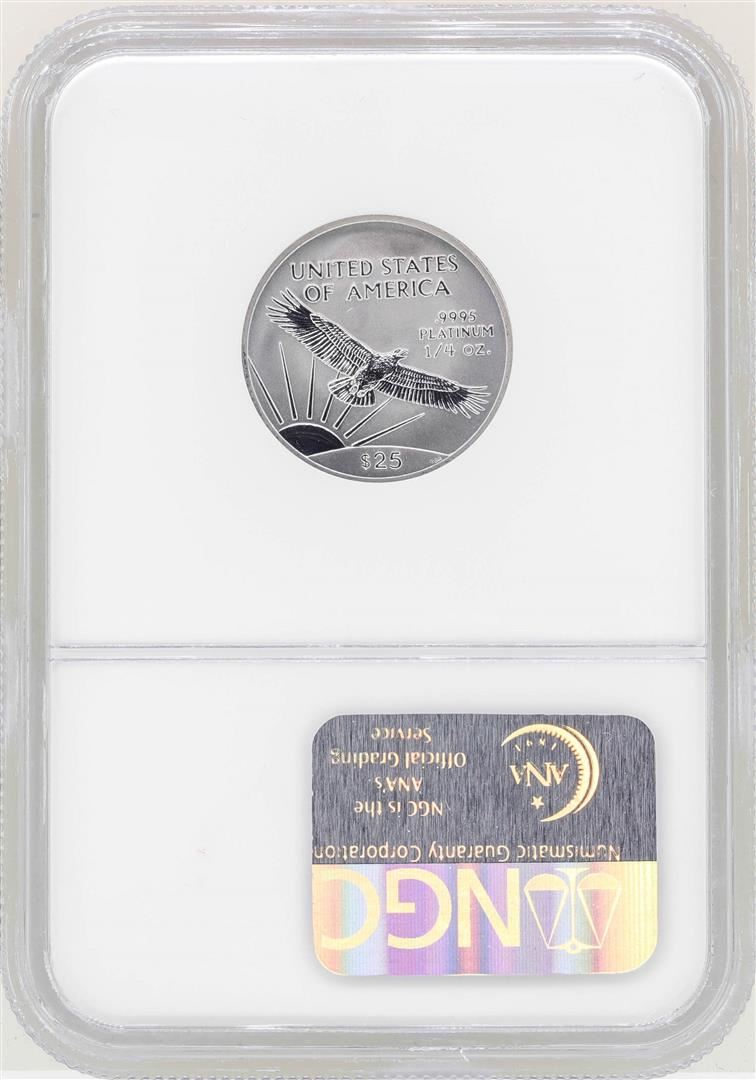 UNITED STATES
OF AMERICA
.9995
PLATINUM
1/4 OZ.
$25
NGC
Numismatic Guaranty Corporation
NGC is the
ANA's
Official Grading
Service
ANA